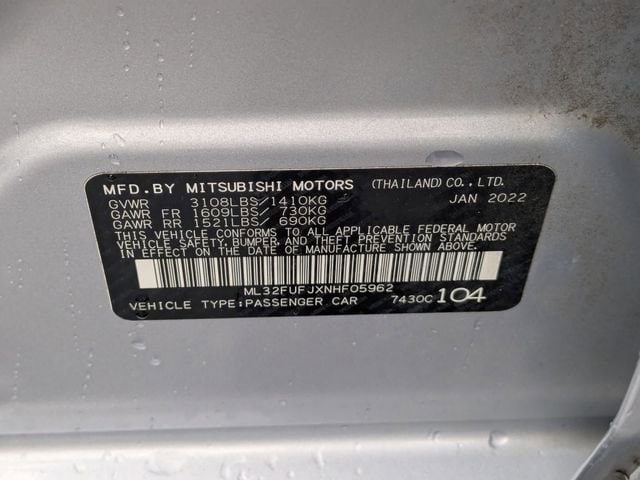 MFD.BY MITSUBISHI MOTORS (THAILAND)CO.,LTD.
GVWR 3108LBS/1410KG JAN 2022
GAWR FR 1609LBS/ 730KG
GAWR RR 1521LBS/ 690KG
THIS VEHICLE CONFORMS TO ALL APPLICABLE FEDERAL MOTOR
VEHICLE SAFETY, BUMPER, AND THEFT PREVENTION STANDARDS
IN EFFECT ON THE DATE OF MANUFACTURE SHOWN ABOVE.
ML32FUFJXNHF05962
VEHICLE TYPE:PASSENGER CAR 7430C 104